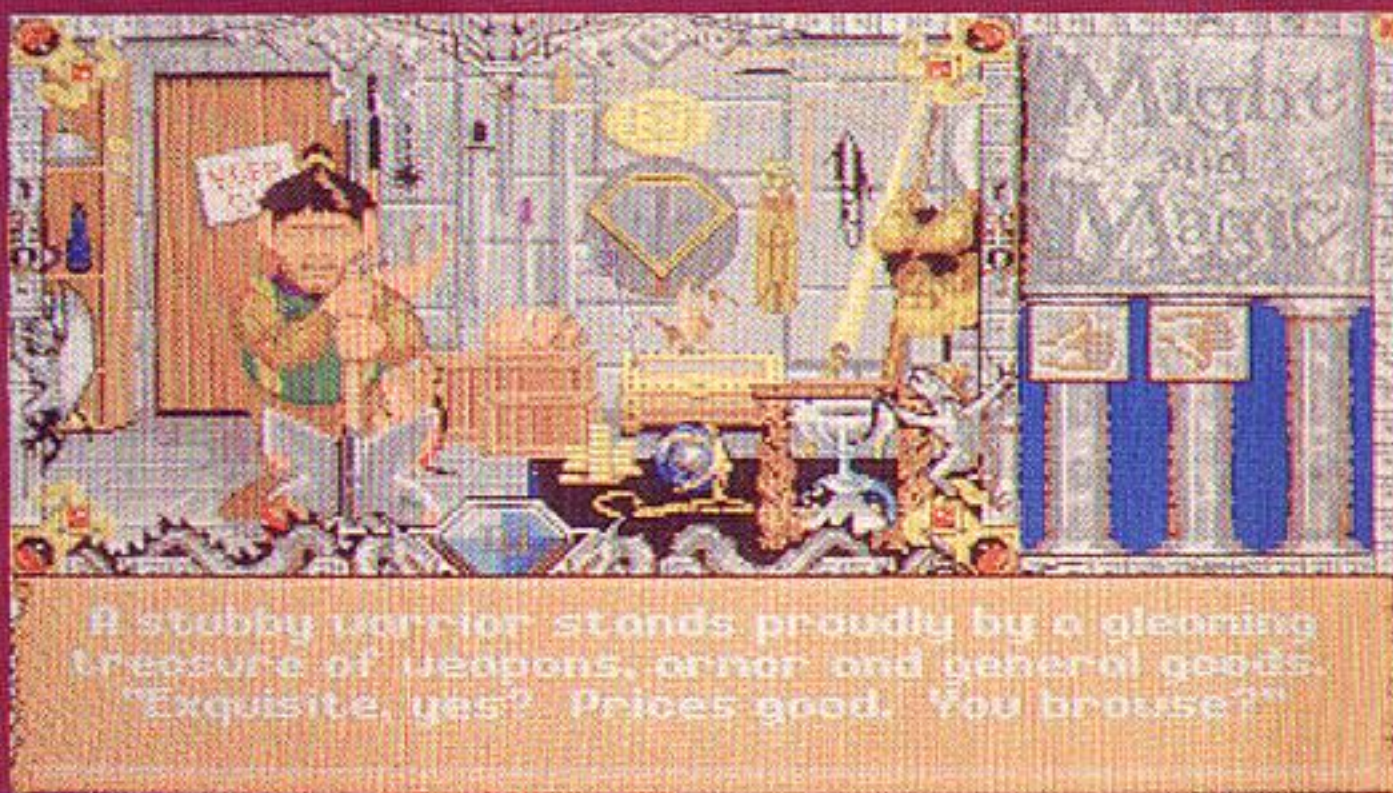 KEEP
Might
and
Magic
A stubby warrior stands proudly by a gleaming
treasure of weapons, armor and general goods.
"Exquisite, yes? Prices good. You browse?"